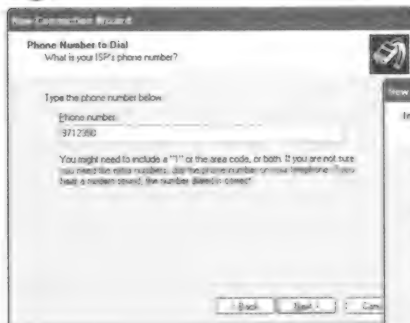 New Connection Wizard
Phone Number to Dial
What is your ISP's phone number?
Type the phone number below.
Phone number:
You might need to include a "1" or the area code, or both. If you are not sure
you need the extra numbers, dial the phone number on your telephone. If you
hear a modem sound, the number dialed is correct.
Back
Next
New